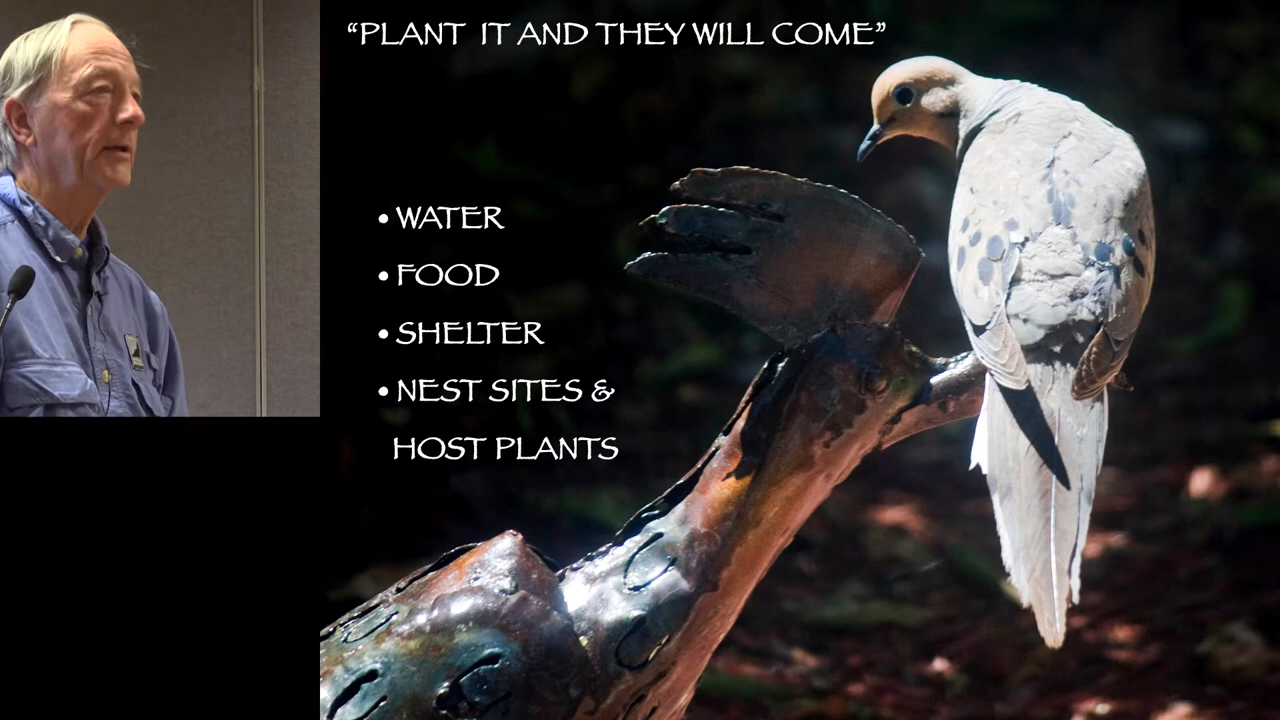 “PLANT IT AND THEY WILL COME”
• WATER
• FOOD
• SHELTER
• NEST SITES &
HOST PLANTS